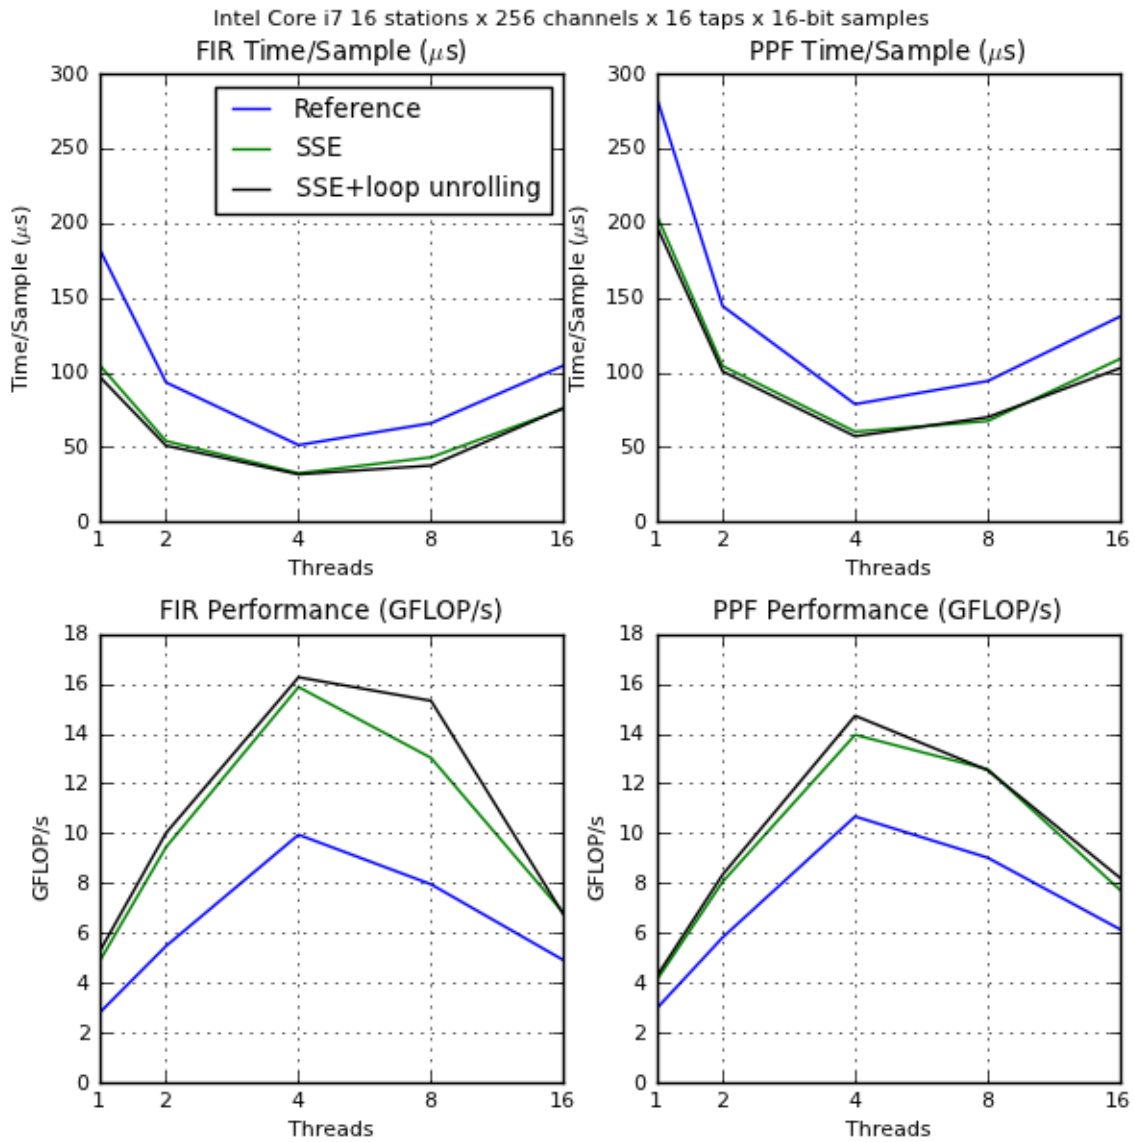 Intel Core i7 16 stations x 256 channels x 16 taps x 16-bit samples
FIR Time/Sample (μs)
300
250
200
150
100
50
0
Time/Sample (μs)
Reference
SSE
SSE+loop unrolling
1 2 4 8 16
Threads
PPF Time/Sample (μs)
300
250
200
150
100
50
0
Time/Sample (μs)
1 2 4 8 16
Threads
FIR Performance (GFLOP/s)
18
16
14
12
10
8
6
4
2
0
GFLOP/s
1 2 4 8 16
Threads
PPF Performance (GFLOP/s)
18
16
14
12
10
8
6
4
2
0
GFLOP/s
1 2 4 8 16
Threads